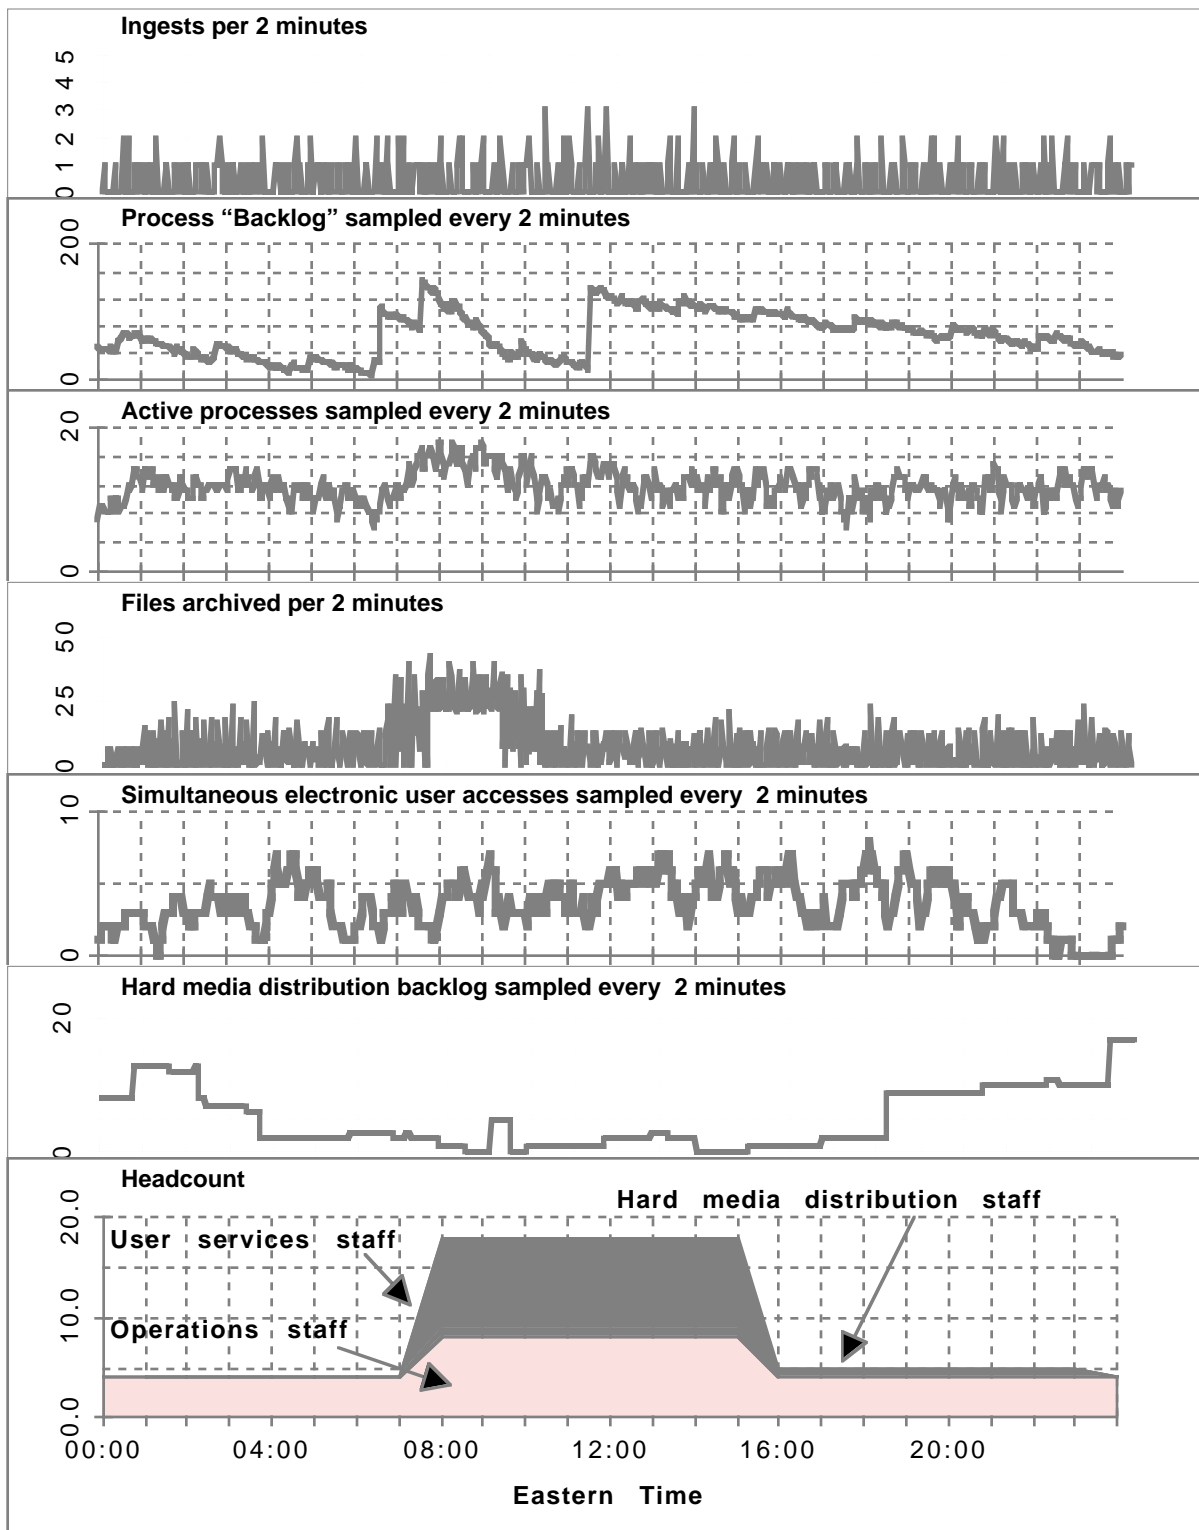 Ingests per 2 minutes
5
4
3
2
1
0
Process “Backlog” sampled every 2 minutes
200
0
Active processes sampled every 2 minutes
20
0
Files archived per 2 minutes
50
25
0
Simultaneous electronic user accesses sampled every 2 minutes
10
0
Hard media distribution backlog sampled every 2 minutes
20
0
Headcount
Hard media distribution staff
User services staff
Operations staff
20.0
10.0
00.0
00:00 04:00 08:00 12:00 16:00 20:00
Eastern Time